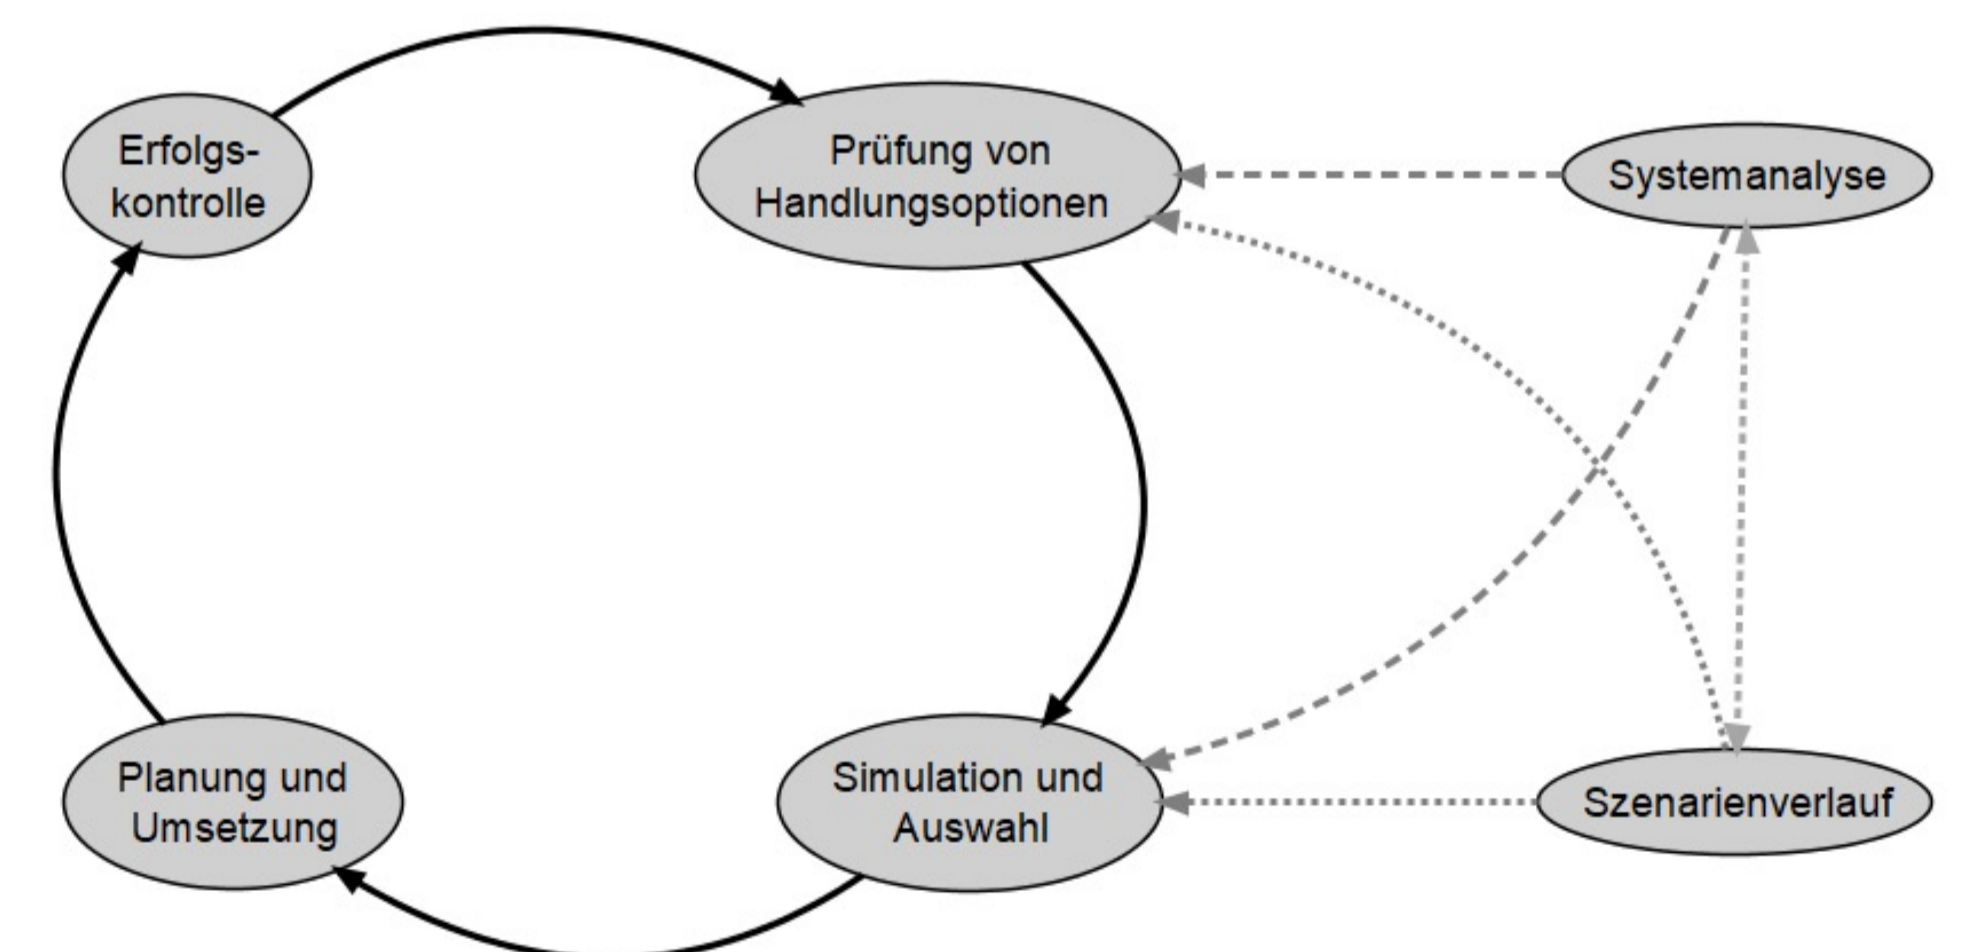 Erfolgs-
kontrolle
Prüfung von
Handlungsoptionen
Systemanalyse
Planung und
Umsetzung
Simulation und
Auswahl
Szenarienverlauf